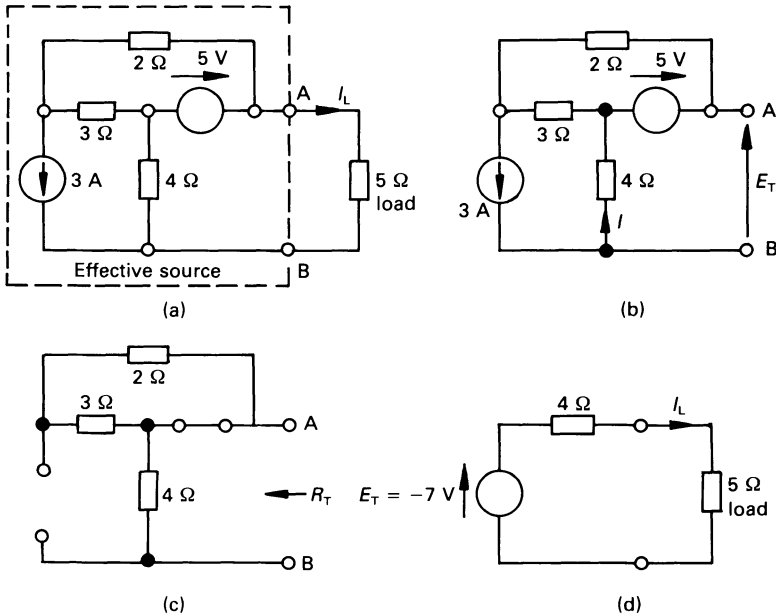 2 Ω
5 V
A
I_L
3 Ω
3 A
4 Ω
5 Ω
load
B
Effective source
(a)
2 Ω
5 V
A
3 Ω
4 Ω
3 A
I
E_T
B
(b)
2 Ω
3 Ω
A
4 Ω
R_T
B
(c)
4 Ω
I_L
E_T = −7 V
5 Ω
load
(d)